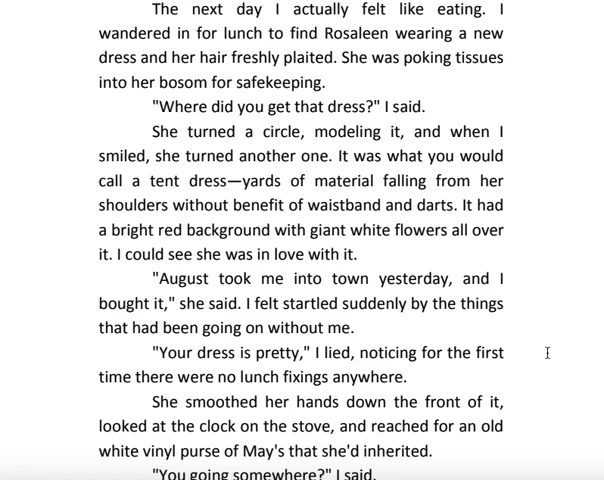 The next day I actually felt like eating. I
wandered in for lunch to find Rosaleen wearing a new
dress and her hair freshly plaited. She was poking tissues
into her bosom for safekeeping.
"Where did you get that dress?" I said.
She turned a circle, modeling it, and when I
smiled, she turned another one. It was what you would
call a tent dress—yards of material falling from her
shoulders without benefit of waistband and darts. It had
a bright red background with giant white flowers all over
it. I could see she was in love with it.
"August took me into town yesterday, and I
bought it," she said. I felt startled suddenly by the things
that had been going on without me.
"Your dress is pretty," I lied, noticing for the first
time there were no lunch fixings anywhere.
She smoothed her hands down the front of it,
looked at the clock on the stove, and reached for an old
white vinyl purse of May's that she'd inherited.
"You going somewhere?" I said.